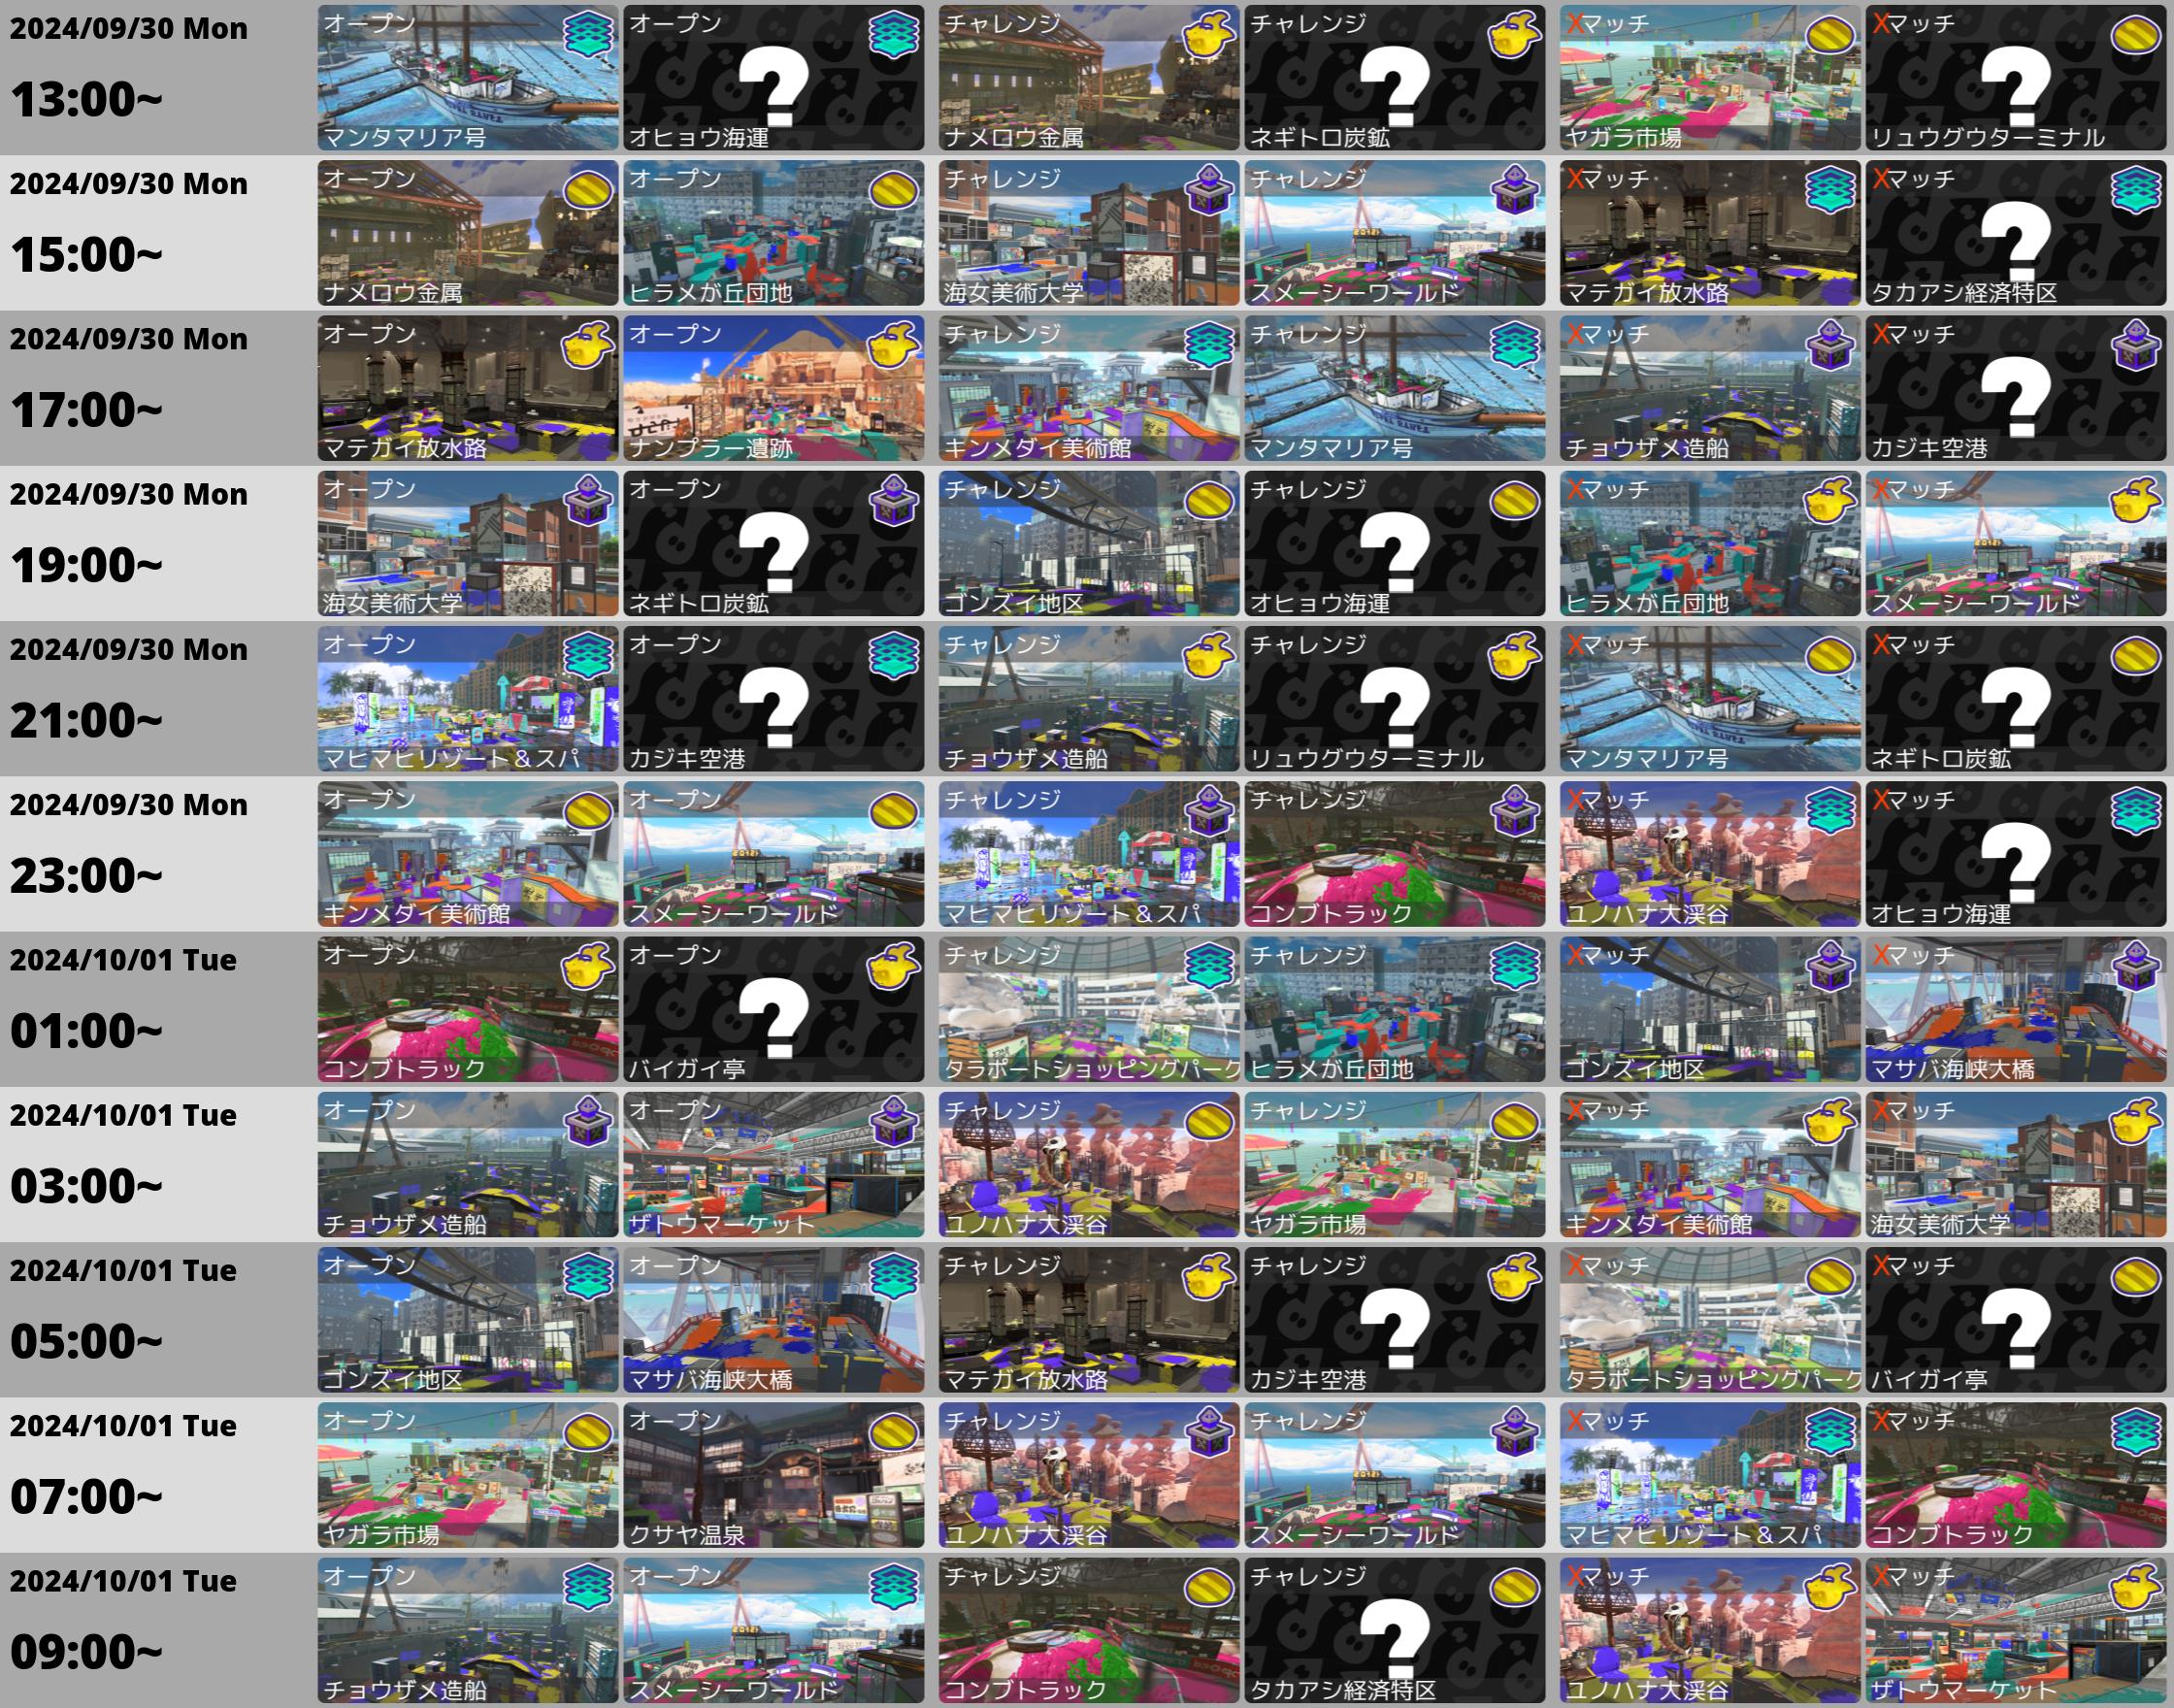 2024/09/30 Mon
13:00~
オープン
マンタマリア号
オープン
オヒョウ海運
チャレンジ
ナメロウ金属
チャレンジ
ネギトロ炭鉱
Xマッチ
ヤガラ市場
Xマッチ
リュウグウターミナル
2024/09/30 Mon
15:00~
オープン
ナメロウ金属
オープン
ヒラメが丘団地
チャレンジ
海女美術大学
チャレンジ
スメーシーワールド
Xマッチ
マテガイ放水路
Xマッチ
タカアシ経済特区
2024/09/30 Mon
17:00~
オープン
マテガイ放水路
オープン
ナンプラー遺跡
チャレンジ
キンメダイ美術館
チャレンジ
マンタマリア号
Xマッチ
チョウザメ造船
Xマッチ
カジキ空港
2024/09/30 Mon
19:00~
オープン
海女美術大学
オープン
ネギトロ炭鉱
チャレンジ
ゴンズイ地区
チャレンジ
オヒョウ海運
Xマッチ
ヒラメが丘団地
Xマッチ
スメーシーワールド
2024/09/30 Mon
21:00~
オープン
マヒマヒリゾート＆スパ
オープン
カジキ空港
チャレンジ
チョウザメ造船
チャレンジ
リュウグウターミナル
Xマッチ
マンタマリア号
Xマッチ
ネギトロ炭鉱
2024/09/30 Mon
23:00~
オープン
キンメダイ美術館
オープン
スメーシーワールド
チャレンジ
マヒマヒリゾート＆スパ
チャレンジ
コンブトラック
Xマッチ
ユノハナ大渓谷
Xマッチ
オヒョウ海運
2024/10/01 Tue
01:00~
オープン
コンブトラック
オープン
バイガイ亭
チャレンジ
タラポートショッピングパーク
チャレンジ
ヒラメが丘団地
Xマッチ
ゴンズイ地区
Xマッチ
マサバ海峡大橋
2024/10/01 Tue
03:00~
オープン
チョウザメ造船
オープン
ザトウマーケット
チャレンジ
ユノハナ大渓谷
チャレンジ
ヤガラ市場
Xマッチ
キンメダイ美術館
Xマッチ
海女美術大学
2024/10/01 Tue
05:00~
オープン
ゴンズイ地区
オープン
マサバ海峡大橋
チャレンジ
マテガイ放水路
チャレンジ
カジキ空港
Xマッチ
タラポートショッピングパーク
Xマッチ
バイガイ亭
2024/10/01 Tue
07:00~
オープン
ヤガラ市場
オープン
クサヤ温泉
チャレンジ
ユノハナ大渓谷
チャレンジ
スメーシーワールド
Xマッチ
マヒマヒリゾート＆スパ
Xマッチ
コンブトラック
2024/10/01 Tue
09:00~
オープン
チョウザメ造船
オープン
スメーシーワールド
チャレンジ
コンブトラック
チャレンジ
タカアシ経済特区
Xマッチ
ユノハナ大渓谷
Xマッチ
ザトウマーケット